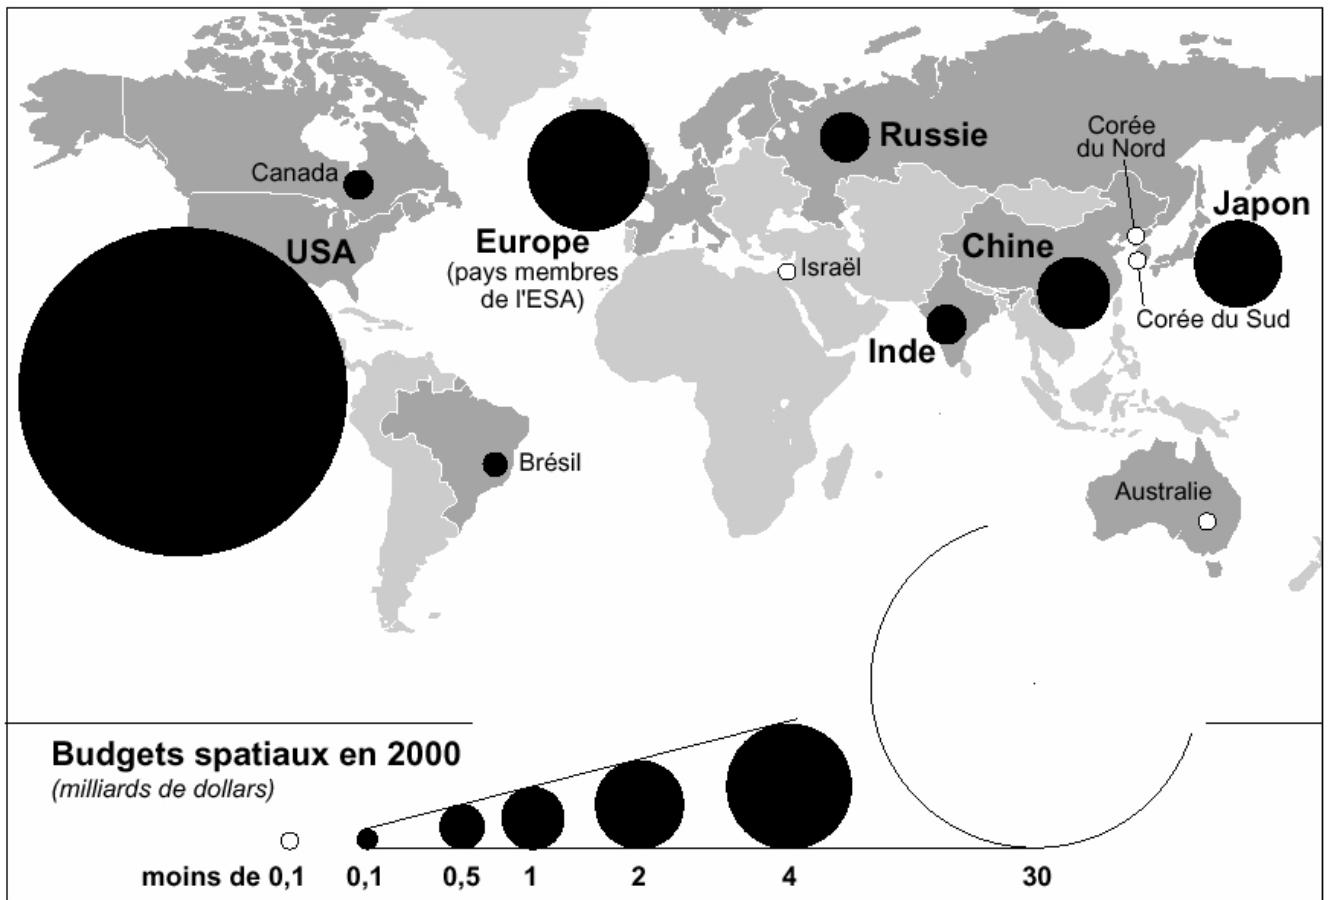 Canada
USA
Europe
(pays membres
de l'ESA)
Russie
Corée
du Nord
Japon
Chine
Israël
Corée du Sud
Inde
Brésil
Australie
Budgets spatiaux en 2000
(milliards de dollars)
moins de 0,1 0,1 0,5 1 2 4 30